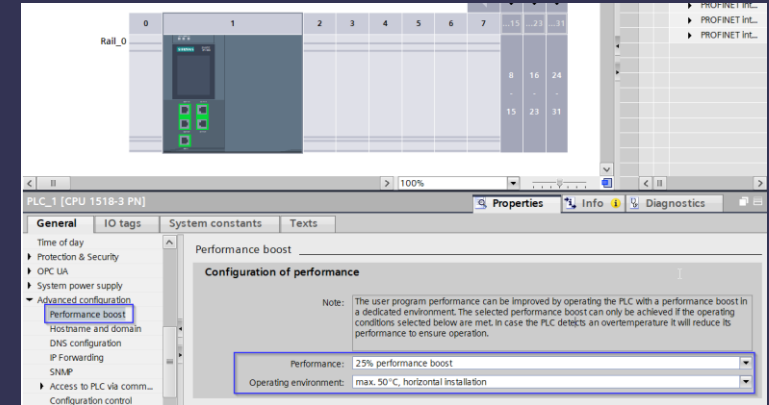 PROFINET int...
PROFINET int...
PROFINET int...
0 1 2 3 4 5 6 7 ...15 ...23 ...31
Rail_0
SIEMENS
8 16 24
- - -
15 23 31
100%
PLC_1 [CPU 1518-3 PN]
Properties Info Diagnostics
General IO tags System constants Texts
Time of day
Protection & Security
OPC UA
System power supply
Advanced configuration
Performance boost
Hostname and domain
DNS configuration
IP Forwarding
SNMP
Access to PLC via comm...
Configuration control
Performance boost
Configuration of performance
Note: The user program performance can be improved by operating the PLC with a performance boost in
a dedicated environment. The selected performance boost can only be achieved if the operating
conditions selected below are met. In case the PLC detects an overtemperature it will reduce its
performance to ensure operation.
Performance: 25% performance boost
Operating environment: max. 50°C, horizontal installation